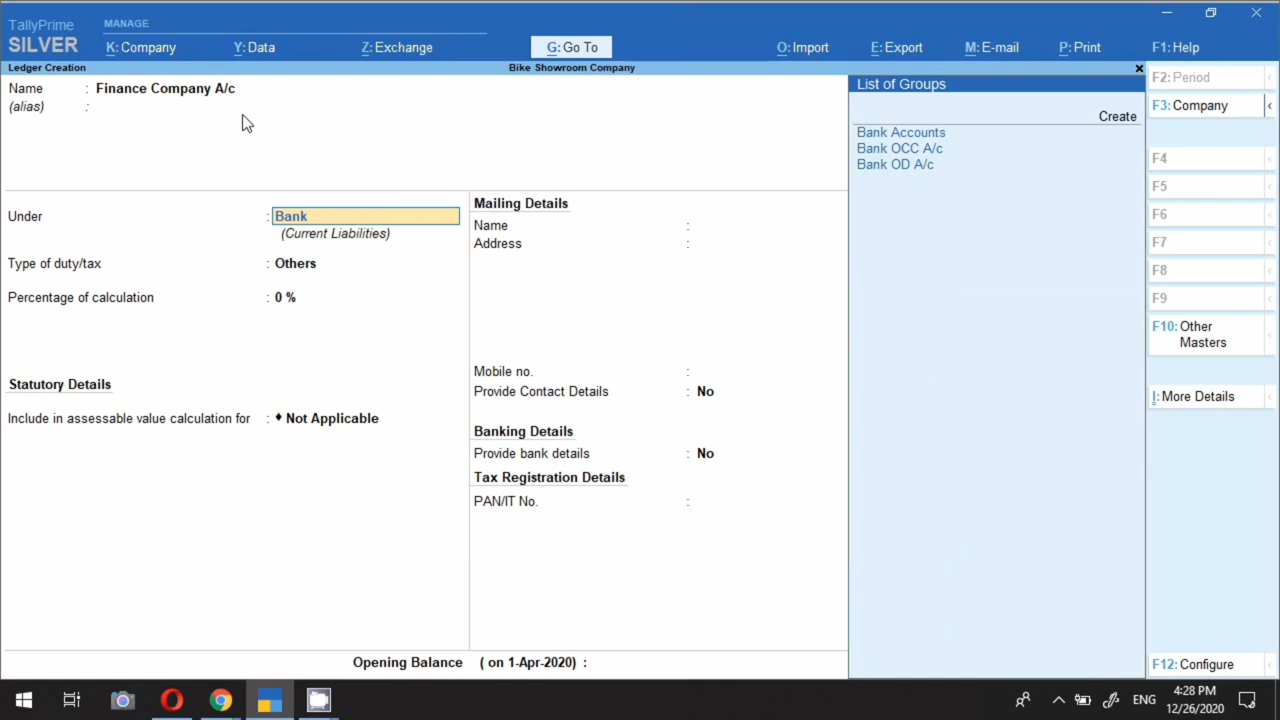 TallyPrime
SILVER
MANAGE
K: Company
Y: Data
Z: Exchange
G: Go To
O: Import
E: Export
M: E-mail
P: Print
F1: Help
Ledger Creation
Bike Showroom Company
Name : Finance Company A/c
(alias) :
Under : Bank
(Current Liabilities)
Type of duty/tax : Others
Percentage of calculation : 0 %
Statutory Details
Include in assessable value calculation for : ♦ Not Applicable
Mailing Details
Name :
Address :
Mobile no. :
Provide Contact Details : No
Banking Details
Provide bank details : No
Tax Registration Details
PAN/IT No. :
Opening Balance ( on 1-Apr-2020) :
List of Groups
Create
Bank Accounts
Bank OCC A/c
Bank OD A/c
F2: Period
F3: Company
F4
F5
F6
F7
F8
F9
F10: Other
Masters
I: More Details
F12: Configure
ENG
4:28 PM
12/26/2020